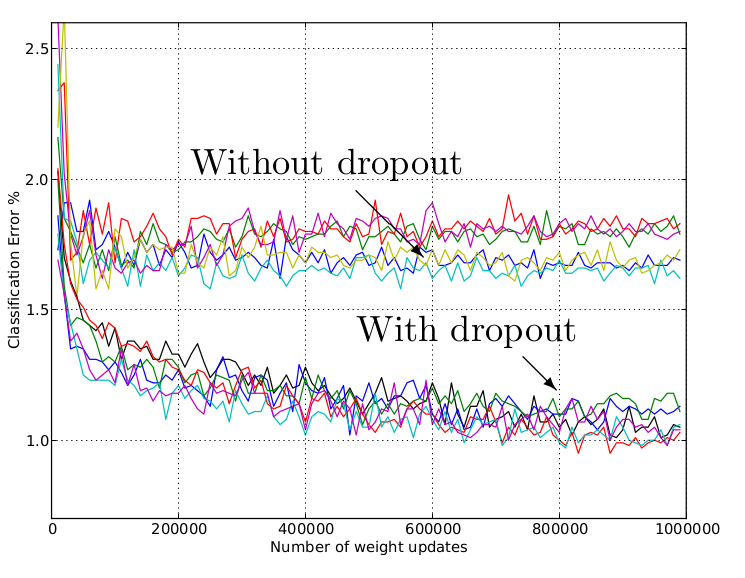 2.5
Without dropout
2.0
Classification Error %
1.5
With dropout
1.0
0 200000 400000 600000 800000 1000000
Number of weight updates